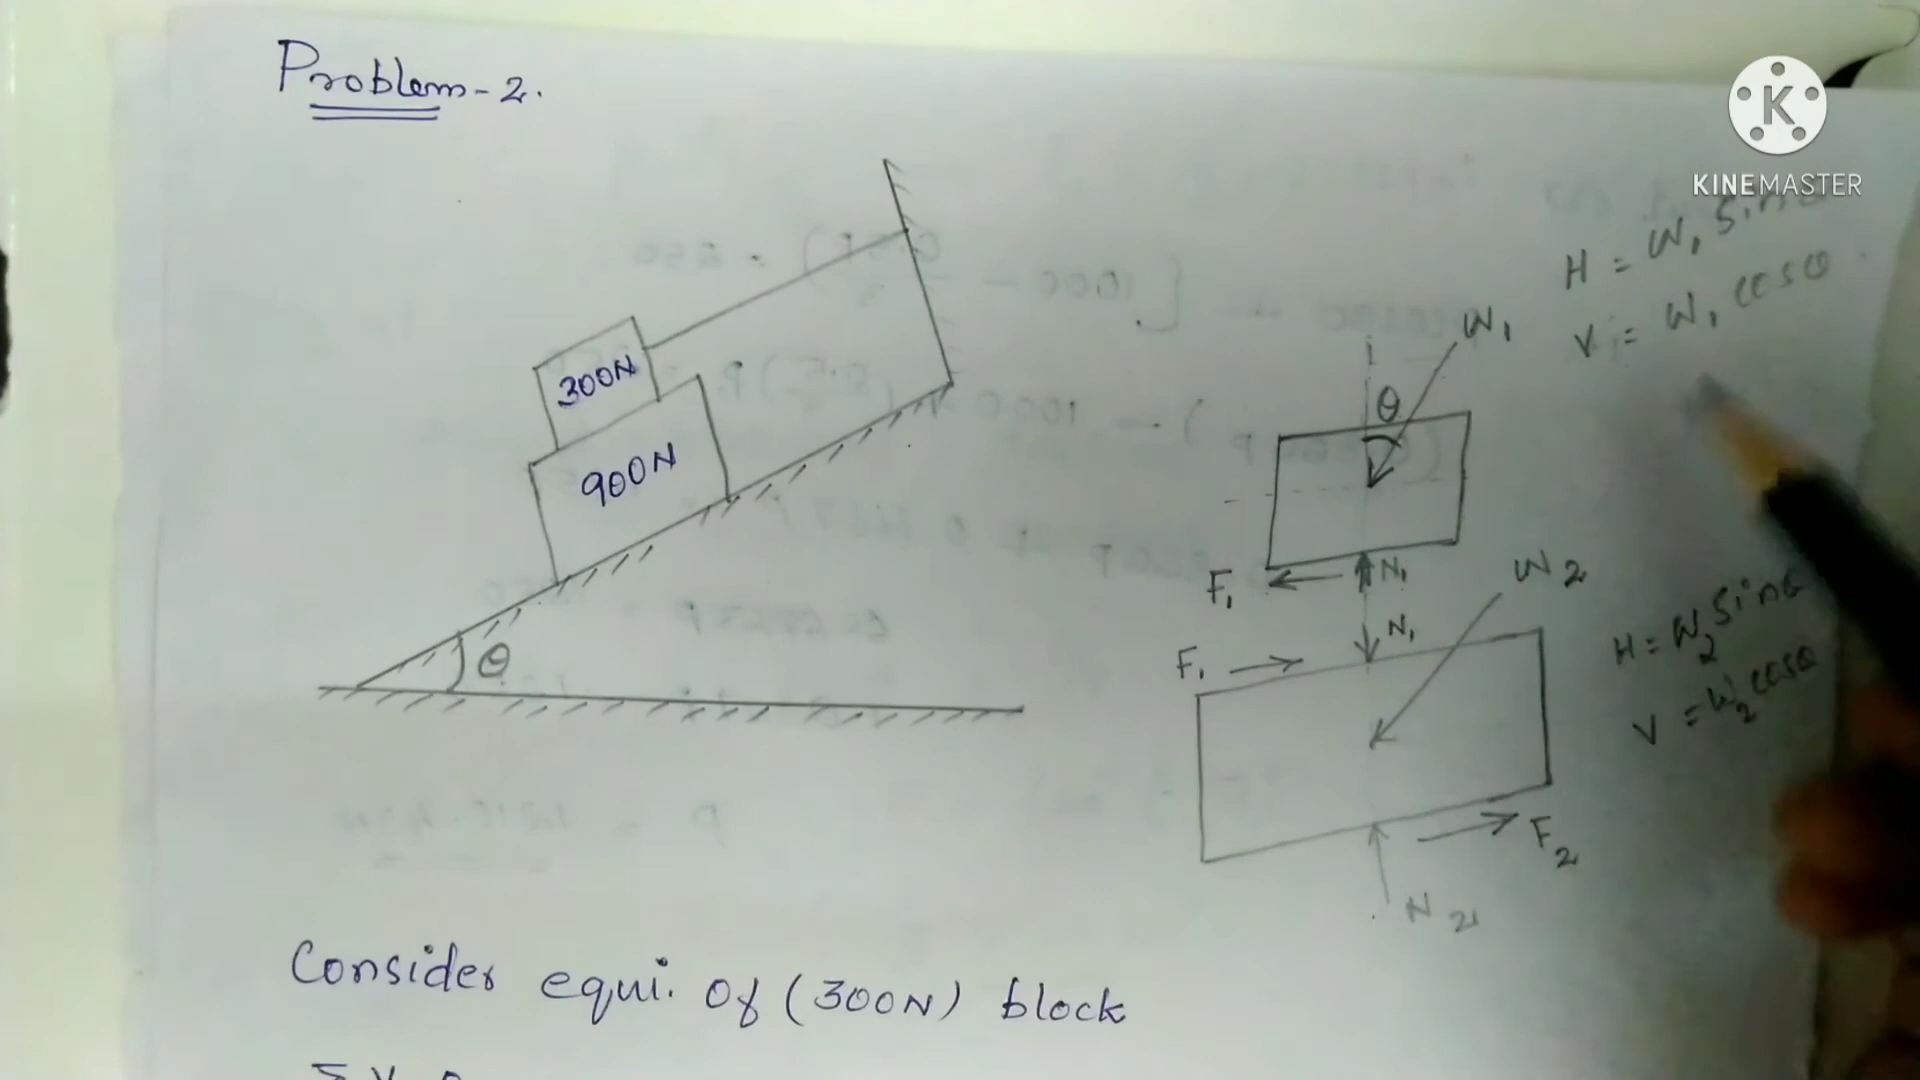 Problem-2.
KINEMASTER
300N
900N
θ
H = W₁ Sinθ
V = W₁ cosθ
W₁
θ
F₁
N₁
W₂
N₁
F₁
H = W₂ Sinθ
V = W₂ cosθ
F₂
N₂
Consider equi. of (300N) block